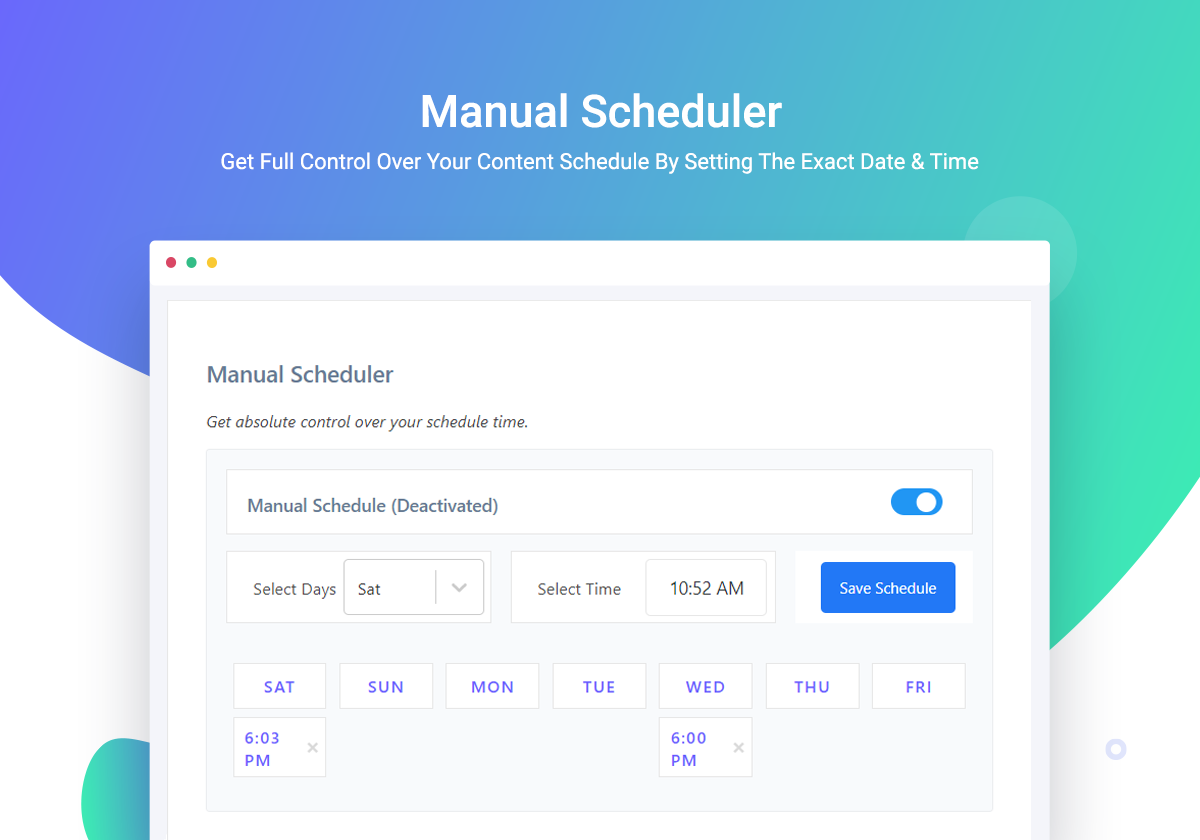 Manual Scheduler
Get Full Control Over Your Content Schedule By Setting The Exact Date & Time
Manual Scheduler
Get absolute control over your schedule time.
Manual Schedule (Deactivated)
Select Days Sat Select Time 10:52 AM Save Schedule
SAT SUN MON TUE WED THU FRI
6:03 6:00
PM PM